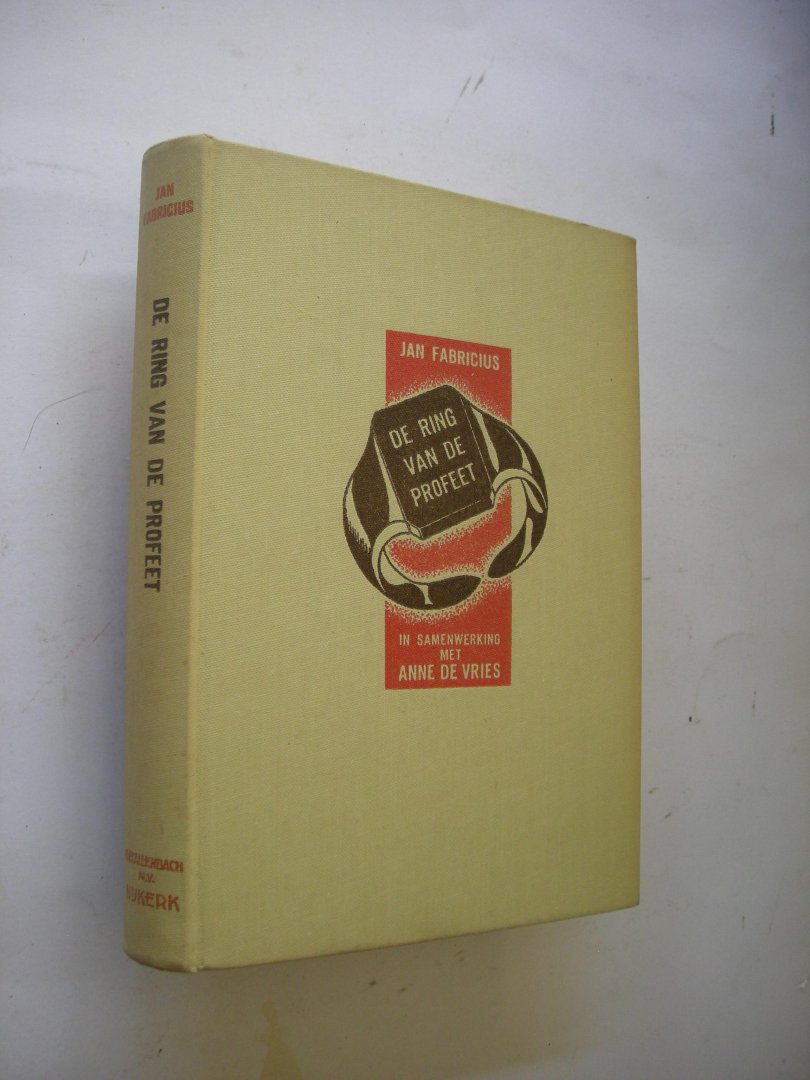 JAN
FABRICIUS
DE RING VAN DE PROFEET
G.F. CALLENBACH
N.V.
NIJKERK
JAN FABRICIUS
DE RING
VAN DE
PROFEET
IN SAMENWERKING
MET
ANNE DE VRIES